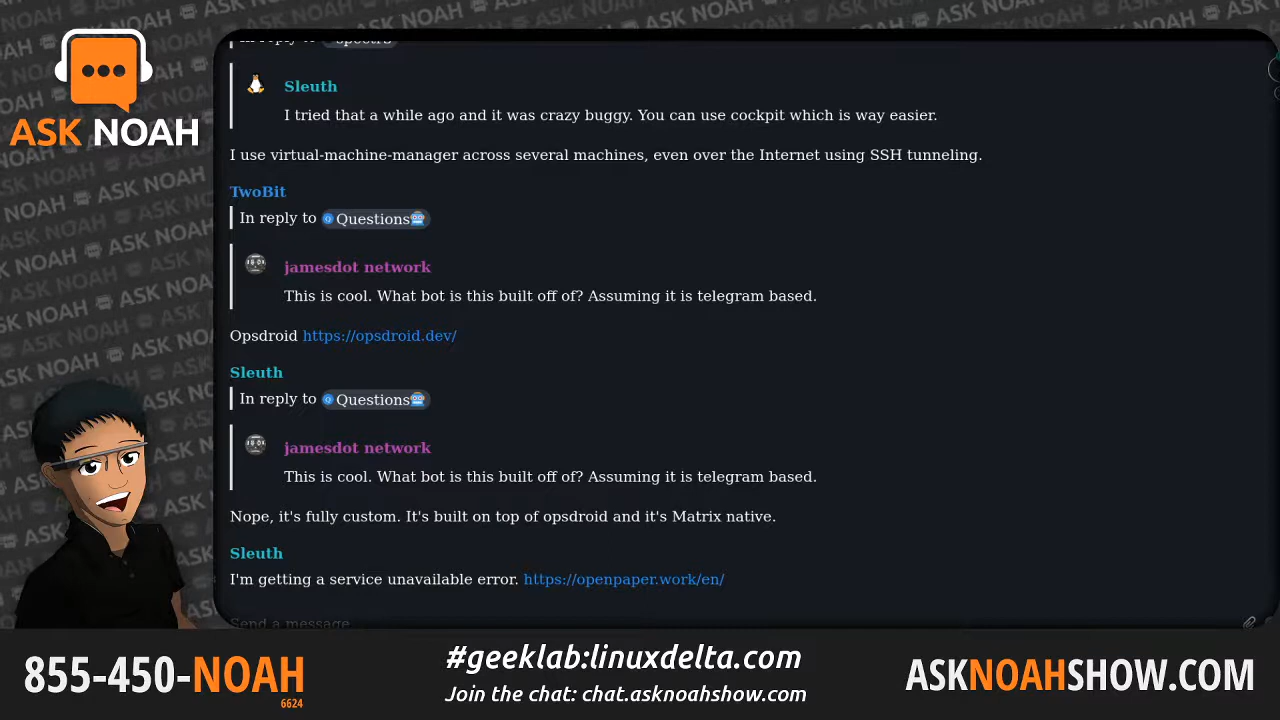 ASK NOAH
In reply to
Sleuth
I tried that a while ago and it was crazy buggy. You can use cockpit which is way easier.
I use virtual-machine-manager across several machines, even over the Internet using SSH tunneling.
TwoBit
In reply to Questions
jamesdot network
This is cool. What bot is this built off of? Assuming it is telegram based.
Opsdroid https://opsdroid.dev/
Sleuth
In reply to Questions
jamesdot network
This is cool. What bot is this built off of? Assuming it is telegram based.
Nope, it's fully custom. It's built on top of opsdroid and it's Matrix native.
Sleuth
I'm getting a service unavailable error. https://openpaper.work/en/
Send a message
855-450-NOAH
6624
#geeklab:linuxdelta.com
Join the chat: chat.asknoahshow.com
ASKNOAHSHOW.COM